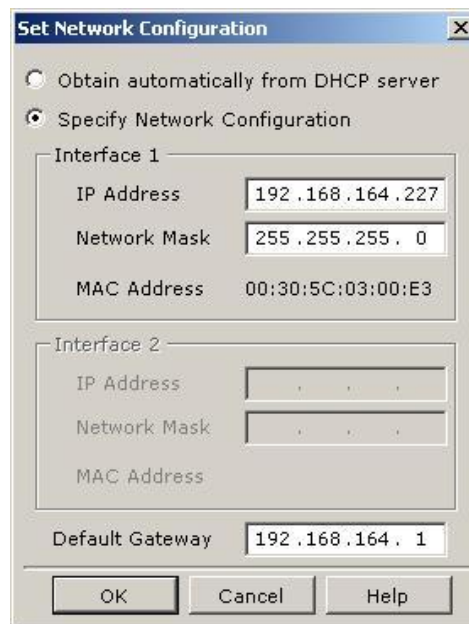 Set Network Configuration
Obtain automatically from DHCP server
Specify Network Configuration
Interface 1
IP Address 192.168.164.227
Network Mask 255.255.255. 0
MAC Address 00:30:5C:03:00:E3
Interface 2
IP Address . . .
Network Mask . . .
MAC Address
Default Gateway 192.168.164. 1
OK Cancel Help